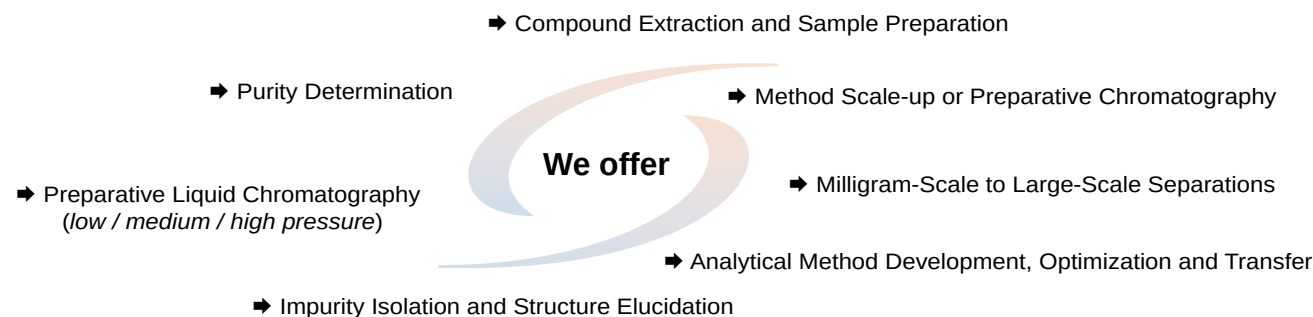 ➨ Compound Extraction and Sample Preparation
➨ Purity Determination
➨ Method Scale-up or Preparative Chromatography
We offer
➨ Milligram-Scale to Large-Scale Separations
➨ Preparative Liquid Chromatography
(low / medium / high pressure)
➨ Analytical Method Development, Optimization and Transfer
➨ Impurity Isolation and Structure Elucidation